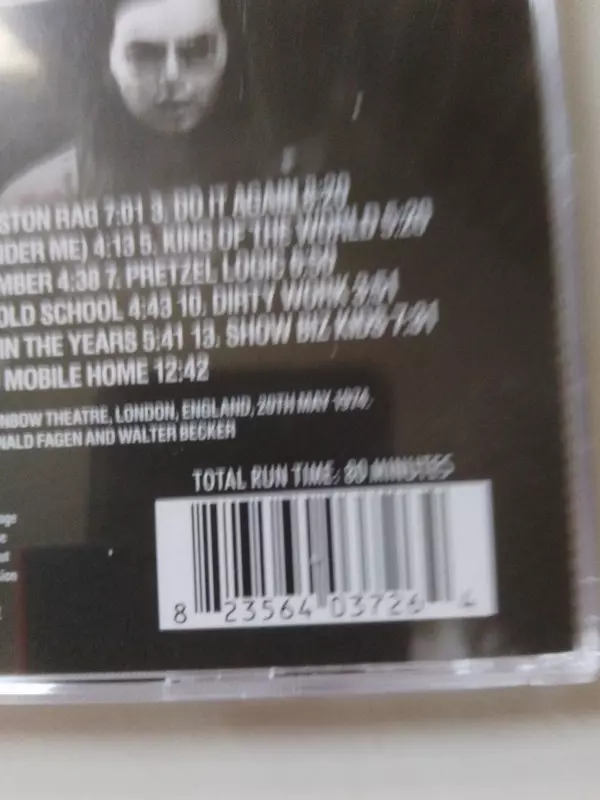 STON RAG 7:01 3. DO IT AGAIN
NDER ME) 4:13 5. KING OF THE WORLD
MBER 4:38 7. PRETZEL LOGIC
OLD SCHOOL 4:43 10. DIRTY WORK
IN THE YEARS 5:41 13. SHOW BIZ KIDS
MOBILE HOME 12:42
NBOW THEATRE, LONDON, ENGLAND, 20TH MAY 1974.
NALD FAGEN AND WALTER BECKER
TOTAL RUN TIME: 80 MINUTES
8 23564 03726